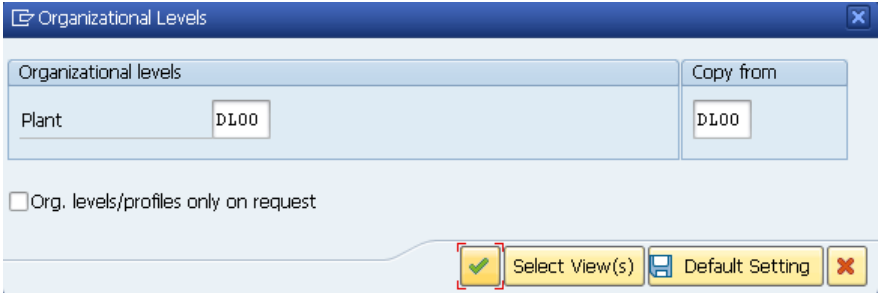 Organizational Levels
Organizational levels
Copy from
Plant
DL00
DL00
Org. levels/profiles only on request
Select View(s)
Default Setting